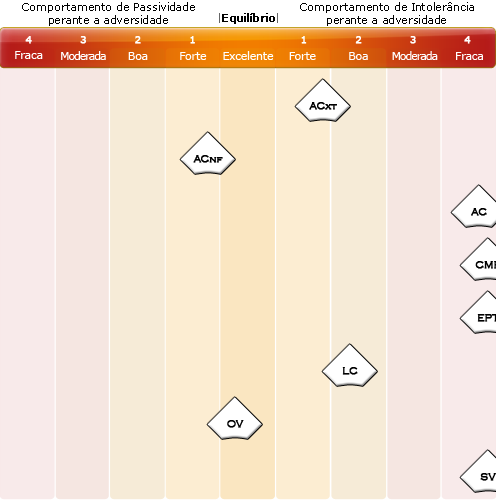 Comportamento de Passividade
perante a adversidade
|Equilíbrio|
Comportamento de Intolerância
perante a adversidade
4 3 2 1 1 2 3 4
Fraca Moderada Boa Forte Excelente Forte Boa Moderada Fraca
ACXT
ACNF
AC
CM
EPT
LC
OV
SV